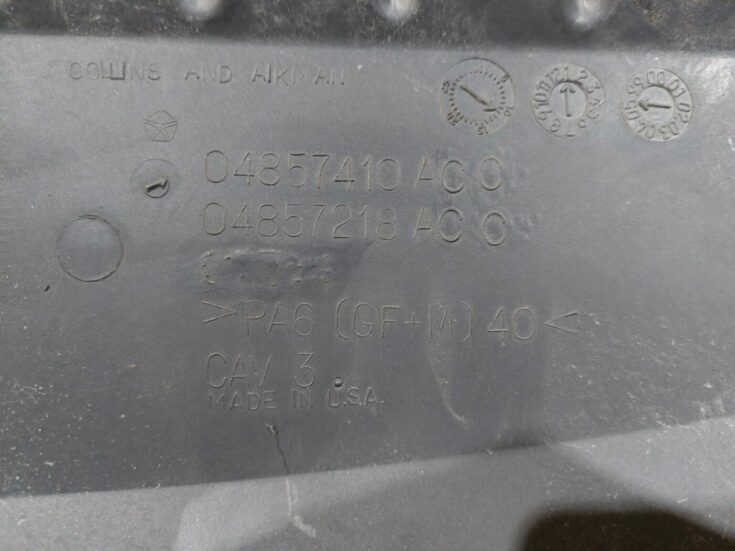 COLLINS AND AIKMAN
04857410 AC C
04857218 AC C
>PA6 (GF+M) 40<
CAV 3
MADE IN U.S.A.